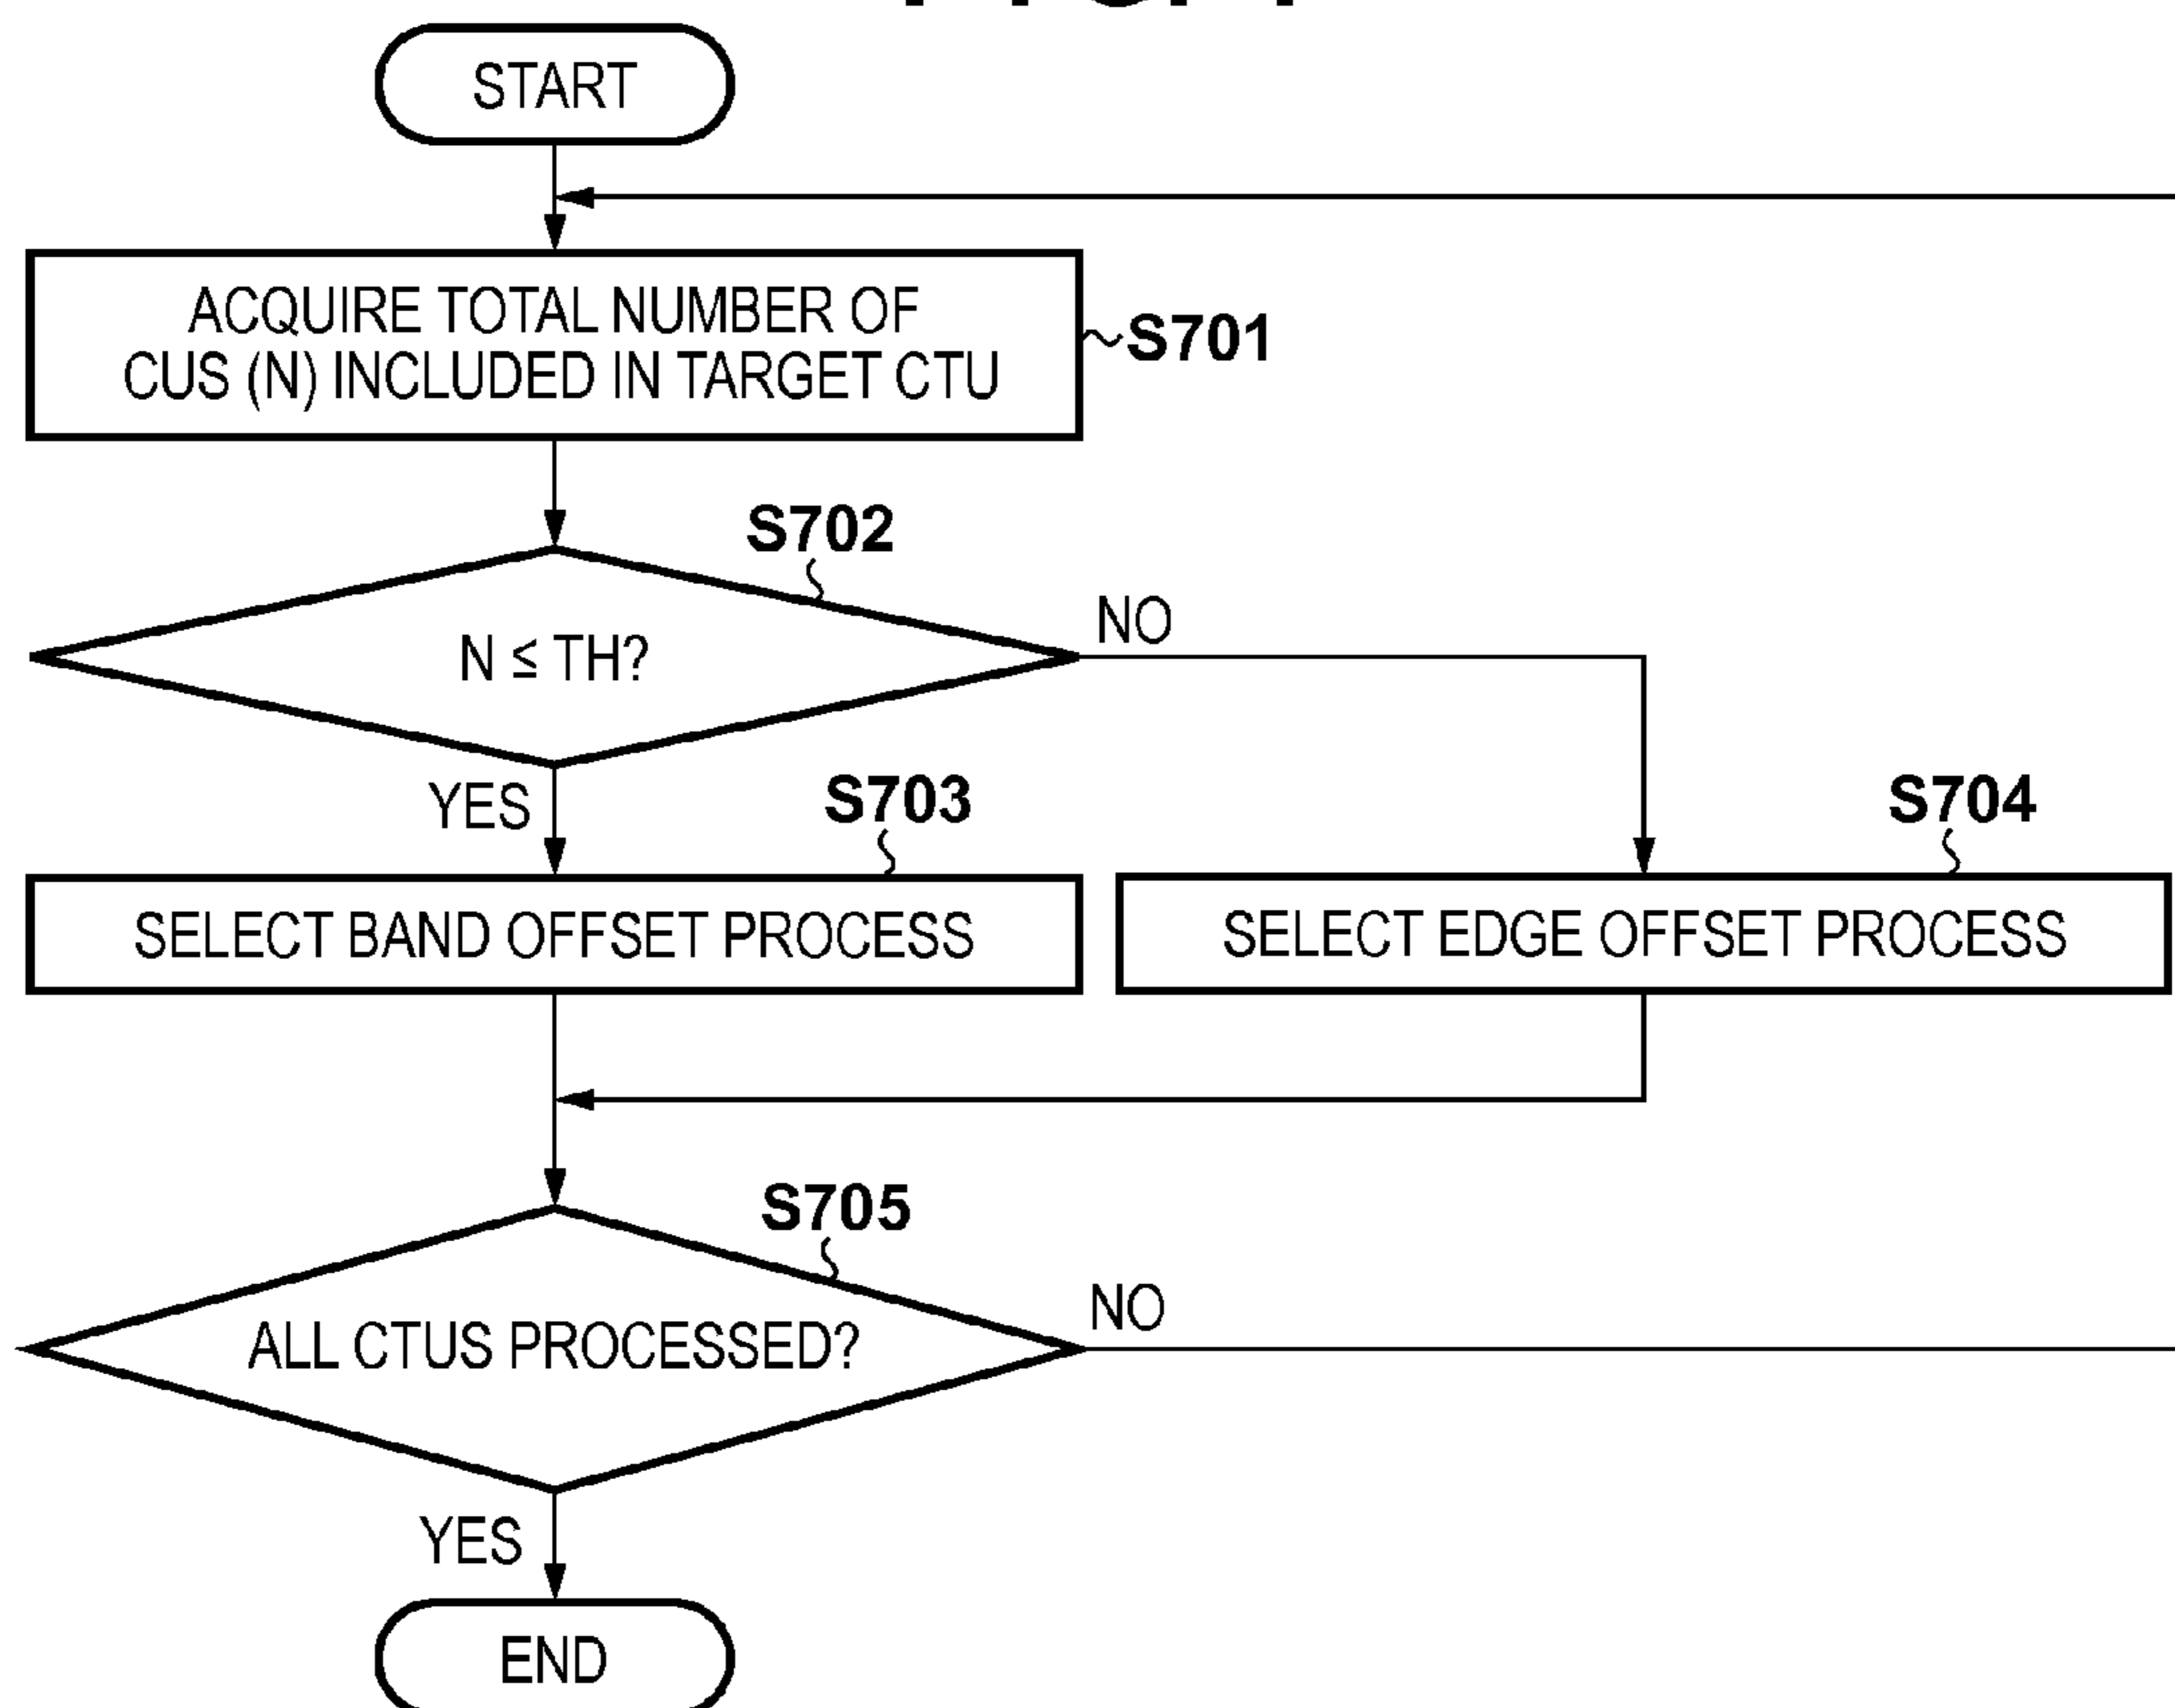 START
ACQUIRE TOTAL NUMBER OF
CUS (N) INCLUDED IN TARGET CTU
S701
S702
N ≤ TH?
NO
YES
S703
S704
SELECT BAND OFFSET PROCESS
SELECT EDGE OFFSET PROCESS
S705
ALL CTUS PROCESSED?
NO
YES
END